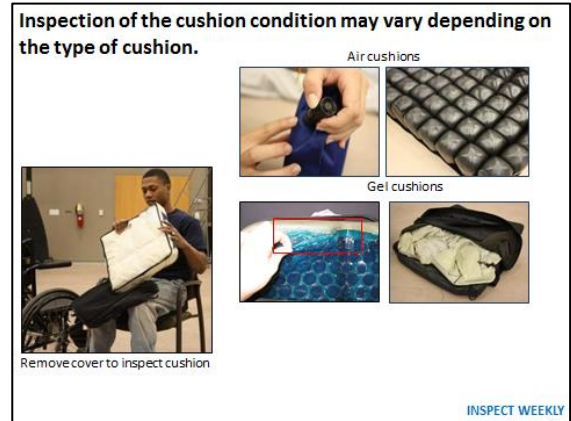 Inspection of the cushion condition may vary depending on
the type of cushion.
Air cushions
Gel cushions
Remove cover to inspect cushion
INSPECT WEEKLY